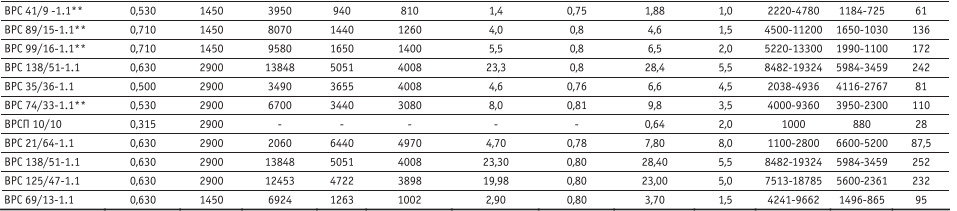 ВРС 41/9 -1.1** 0,530 1450 3950 940 810 1,4 0,75 1,88 1,0 2220-4780 1184-725 61
ВРС 89/15-1.1** 0,710 1450 8070 1440 1260 4,0 0,8 4,6 1,5 4500-11200 1650-1030 136
ВРС 99/16-1.1** 0,710 1450 9580 1650 1400 5,5 0,8 6,5 2,0 5220-13300 1990-1100 172
ВРС 138/51-1.1 0,630 2900 13848 5051 4008 23,3 0,8 28,4 5,5 8482-19324 5984-3459 242
ВРС 35/36-1.1 0,500 2900 3490 3655 4008 4,6 0,76 6,6 4,5 2038-4936 4116-2767 81
ВРС 74/33-1.1** 0,530 2900 6700 3440 3080 8,0 0,81 9,8 3,5 4000-9360 3950-2300 110
ВРСП 10/10 0,315 2900 - - - - - 0,64 2,0 1000 880 28
ВРС 21/64-1.1 0,630 2900 2060 6440 4970 4,70 0,78 7,80 8,0 1100-2800 6600-5200 87,5
ВРС 138/51-1.1 0,630 2900 13848 5051 4008 23,30 0,80 28,40 5,5 8482-19324 5984-3459 252
ВРС 125/47-1.1 0,630 2900 12453 4722 3898 19,98 0,80 23,00 5,0 7513-18785 5600-2361 232
ВРС 69/13-1.1 0,630 1450 6924 1263 1002 2,90 0,80 3,70 1,5 4241-9662 1496-865 95